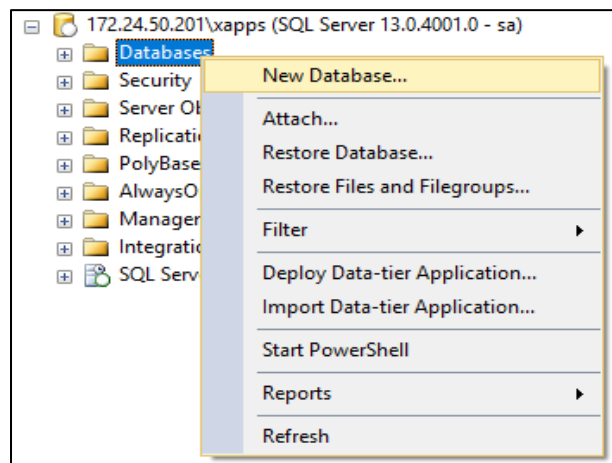 172.24.50.201\xapps (SQL Server 13.0.4001.0 - sa)
Databases
Security
Server Ob
Replicati
PolyBase
AlwaysO
Manager
Integratic
SQL Serv
New Database...
Attach...
Restore Database...
Restore Files and Filegroups...
Filter
Deploy Data-tier Application...
Import Data-tier Application...
Start PowerShell
Reports
Refresh